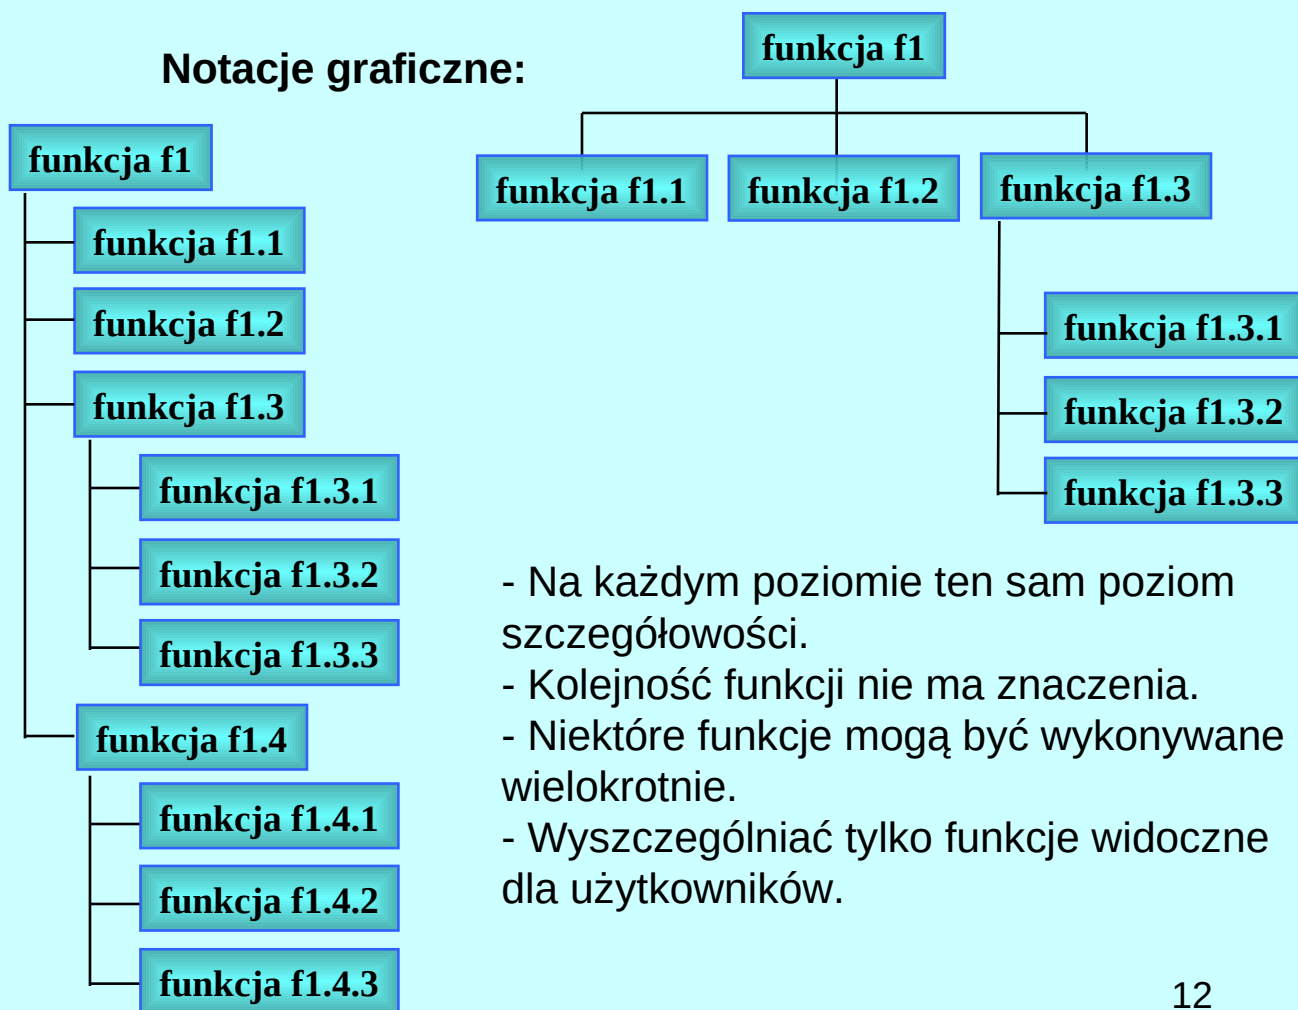 Notacje graficzne:
funkcja f1
funkcja f1.1
funkcja f1.2
funkcja f1.3
funkcja f1.3.1
funkcja f1.3.2
funkcja f1.3.3
funkcja f1.4
funkcja f1.4.1
funkcja f1.4.2
funkcja f1.4.3
funkcja f1
funkcja f1.1
funkcja f1.2
funkcja f1.3
funkcja f1.3.1
funkcja f1.3.2
funkcja f1.3.3
- Na każdym poziomie ten sam poziom
szczegółowości.
- Kolejność funkcji nie ma znaczenia.
- Niektóre funkcje mogą być wykonywane
wielokrotnie.
- Wyszczególniać tylko funkcje widoczne
dla użytkowników.
12